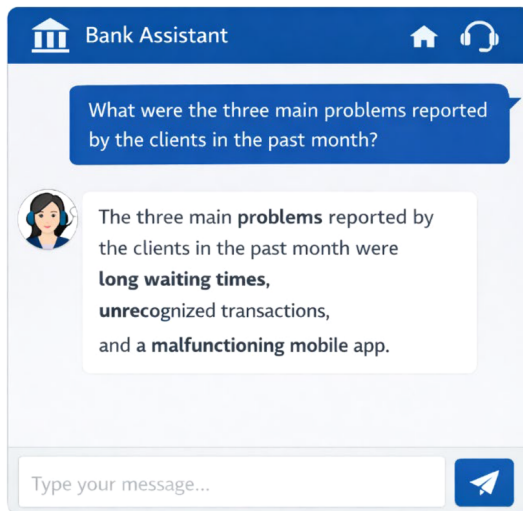 Bank Assistant
What were the three main problems reported
by the clients in the past month?
The three main problems reported by
the clients in the past month were
long waiting times,
unrecognized transactions,
and a malfunctioning mobile app.
Type your message...